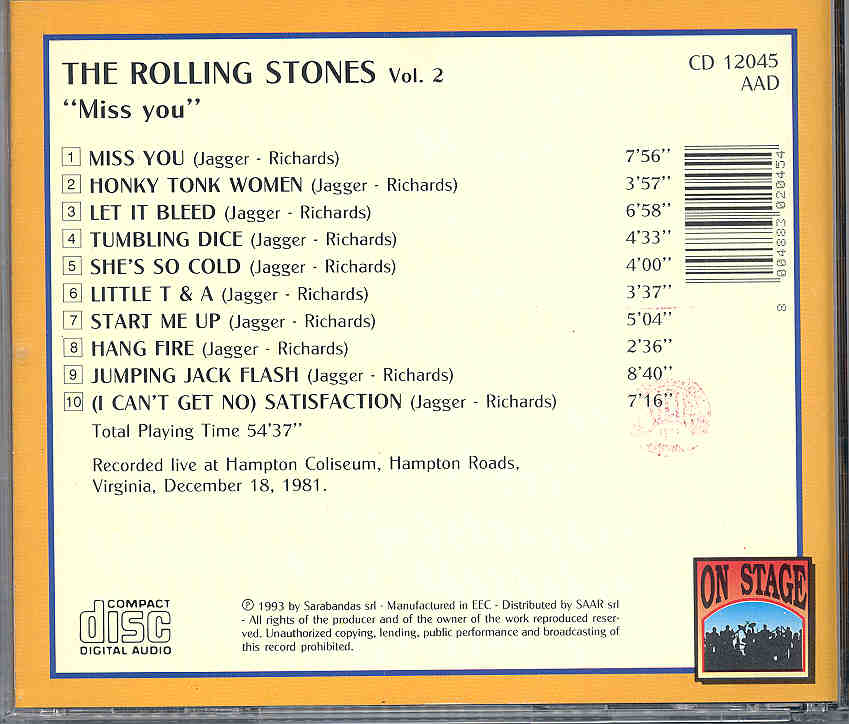 THE ROLLING STONES Vol. 2
"Miss you"
CD 12045
AAD
1 MISS YOU (Jagger - Richards) 7'56"
2 HONKY TONK WOMEN (Jagger - Richards) 3'57"
3 LET IT BLEED (Jagger - Richards) 6'58"
4 TUMBLING DICE (Jagger - Richards) 4'33"
5 SHE'S SO COLD (Jagger - Richards) 4'00"
6 LITTLE T & A (Jagger - Richards) 3'37"
7 START ME UP (Jagger - Richards) 5'04"
8 HANG FIRE (Jagger - Richards) 2'36"
9 JUMPING JACK FLASH (Jagger - Richards) 8'40"
10 (I CAN'T GET NO) SATISFACTION (Jagger - Richards) 7'16"
Total Playing Time 54'37"
Recorded live at Hampton Coliseum, Hampton Roads,
Virginia, December 18, 1981.
8 004883 020454
COMPACT
disc
DIGITAL AUDIO
℗ 1993 by Sarabandas srl - Manufactured in EEC - Distributed by SAAR srl
- All rights of the producer and of the owner of the work reproduced reser-
ved. Unauthorized copying, lending, public performance and broadcasting of
this record prohibited.
ON STAGE